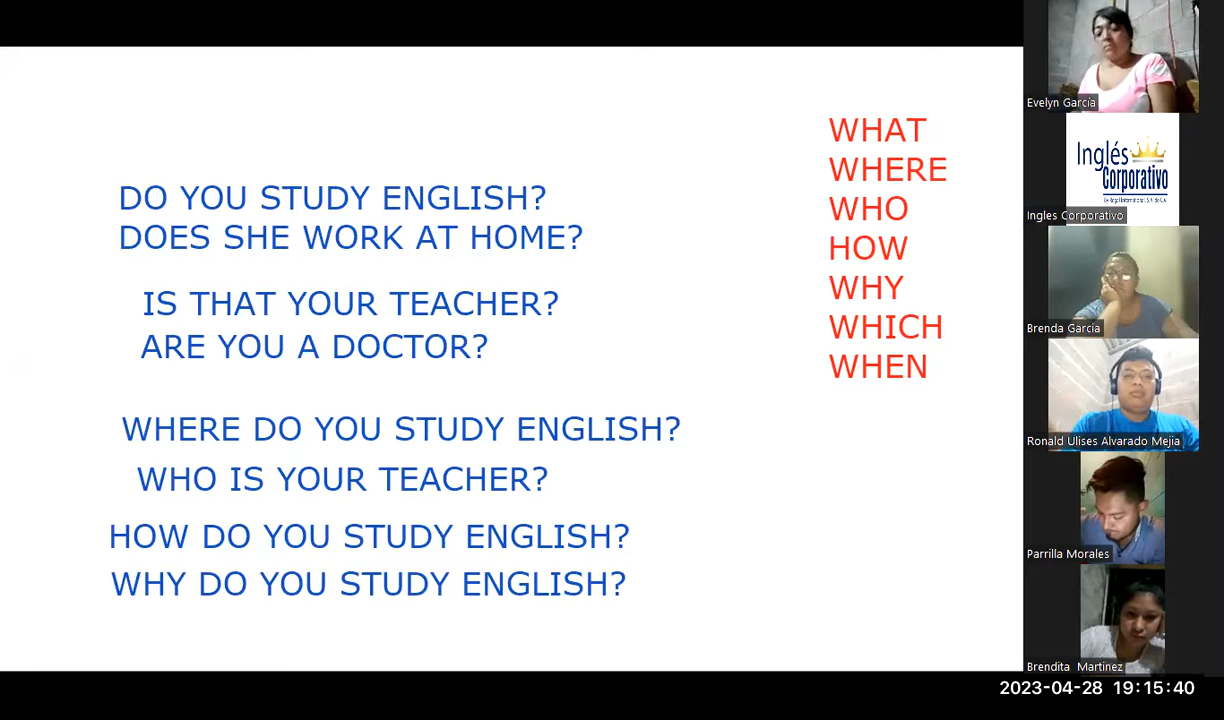 DO YOU STUDY ENGLISH?
DOES SHE WORK AT HOME?
IS THAT YOUR TEACHER?
ARE YOU A DOCTOR?
WHERE DO YOU STUDY ENGLISH?
WHO IS YOUR TEACHER?
HOW DO YOU STUDY ENGLISH?
WHY DO YOU STUDY ENGLISH?
WHAT
WHERE
WHO
HOW
WHY
WHICH
WHEN
Evelyn García
Inglés
Corporativo
Ingles Corporativo
Brenda García
Ronald Ulises Alvarado Mejia
Parrilla Morales
Brendita Martinez
2023-04-28 19:15:40